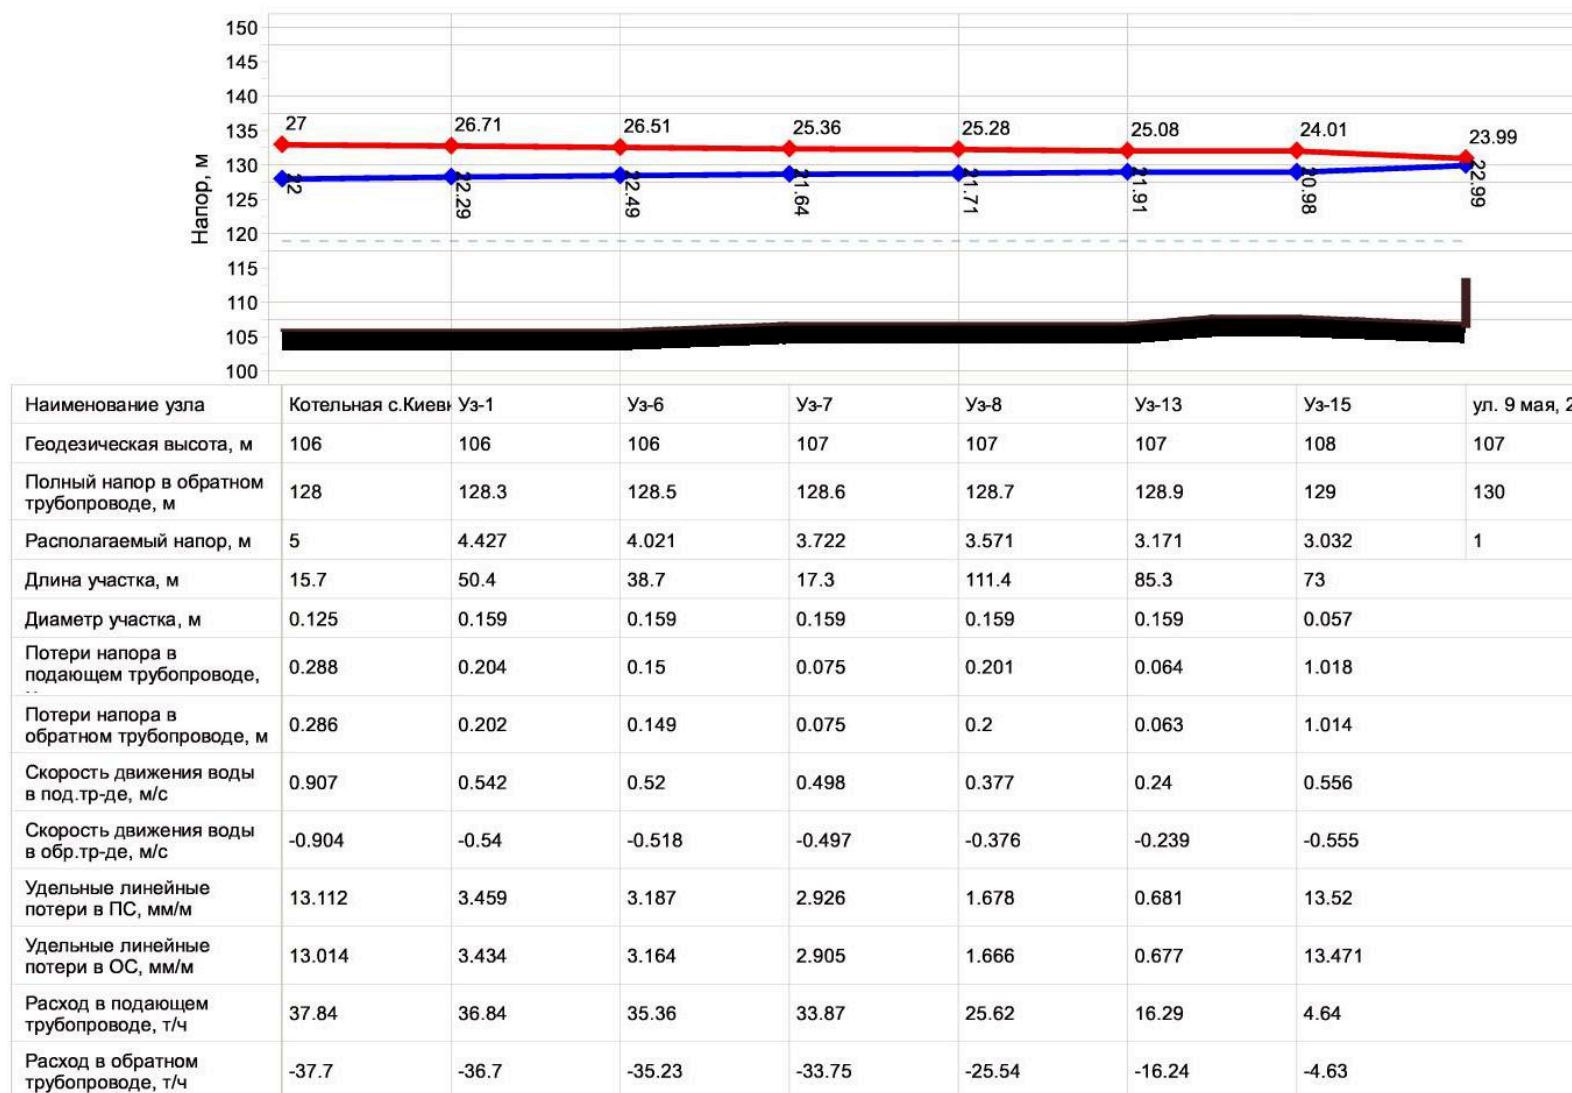 150
145
140
135
130
125
120
115
110
105
100
Напор, м
27
26.71
26.51
25.36
25.28
25.08
24.01
23.99
22
22.29
22.49
21.64
21.71
21.91
20.98
22.99
Наименование узла Котельная с.Киев Уз-1 Уз-6 Уз-7 Уз-8 Уз-13 Уз-15 ул. 9 мая, 2
Геодезическая высота, м 106 106 106 107 107 107 108 107
Полный напор в обратном
трубопроводе, м 128 128.3 128.5 128.6 128.7 128.9 129 130
Располагаемый напор, м 5 4.427 4.021 3.722 3.571 3.171 3.032 1
Длина участка, м 15.7 50.4 38.7 17.3 111.4 85.3 73
Диаметр участка, м 0.125 0.159 0.159 0.159 0.159 0.159 0.057
Потери напора в
подающем трубопроводе, 0.288 0.204 0.15 0.075 0.201 0.064 1.018
Потери напора в
обратном трубопроводе, м 0.286 0.202 0.149 0.075 0.2 0.063 1.014
Скорость движения воды
в под.тр-де, м/с 0.907 0.542 0.52 0.498 0.377 0.24 0.556
Скорость движения воды
в обр.тр-де, м/с -0.904 -0.54 -0.518 -0.497 -0.376 -0.239 -0.555
Удельные линейные
потери в ПС, мм/м 13.112 3.459 3.187 2.926 1.678 0.681 13.52
Удельные линейные
потери в ОС, мм/м 13.014 3.434 3.164 2.905 1.666 0.677 13.471
Расход в подающем
трубопроводе, т/ч 37.84 36.84 35.36 33.87 25.62 16.29 4.64
Расход в обратном
трубопроводе, т/ч -37.7 -36.7 -35.23 -33.75 -25.54 -16.24 -4.63